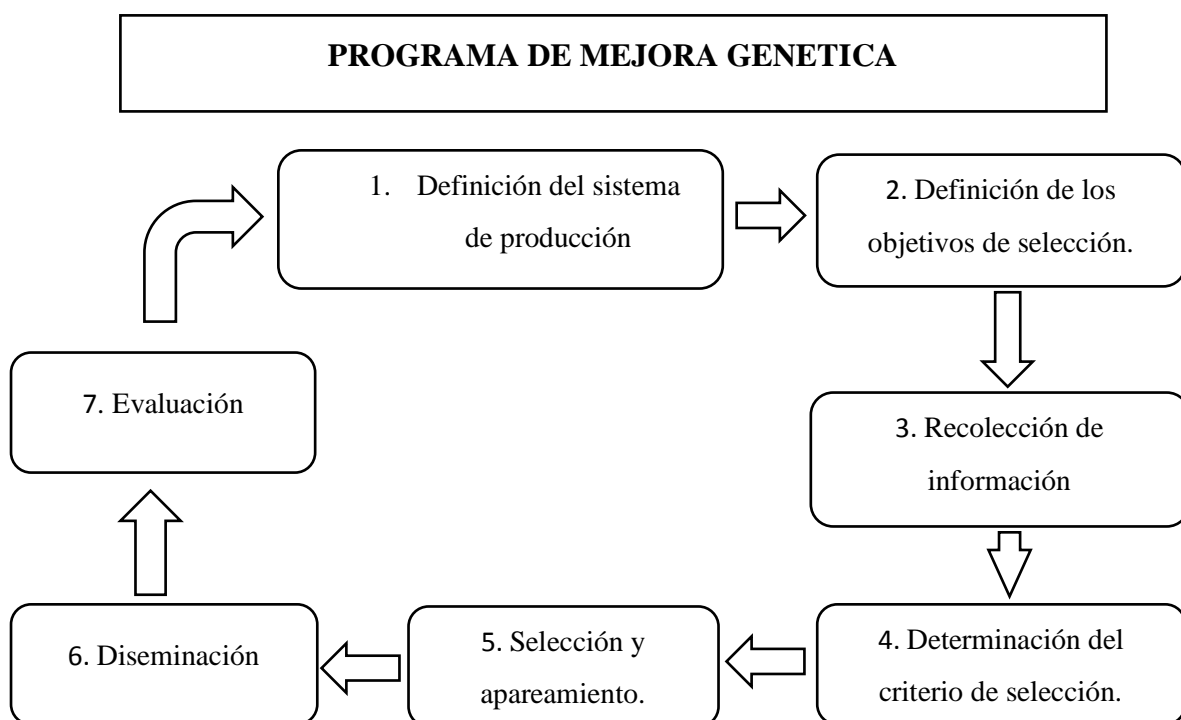 PROGRAMA DE MEJORA GENETICA
1. Definición del sistema
de producción
2. Definición de los
objetivos de selección.
3. Recolección de
información
4. Determinación del
criterio de selección.
5. Selección y
apareamiento.
6. Diseminación
7. Evaluación